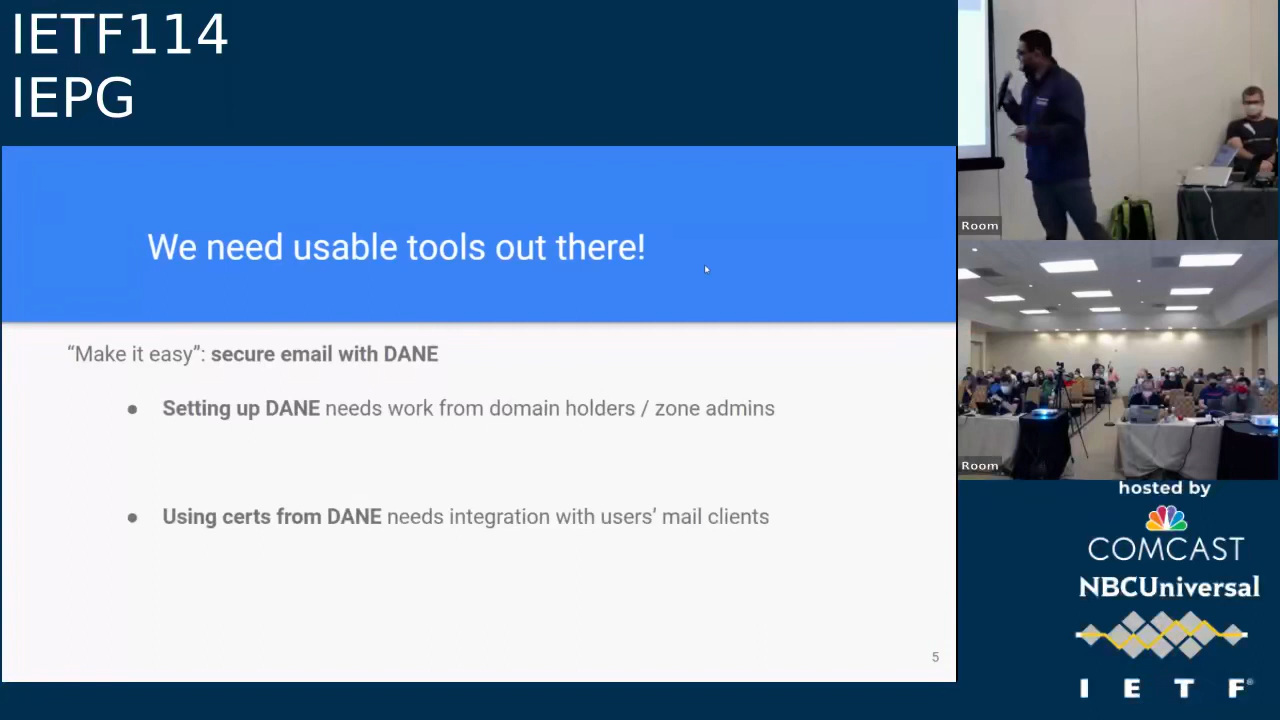 IETF114
IEPG
We need usable tools out there!
“Make it easy”: secure email with DANE
● Setting up DANE needs work from domain holders / zone admins
● Using certs from DANE needs integration with users’ mail clients
5
Room
Room
hosted by
COMCAST
NBCUniversal
I E T F®